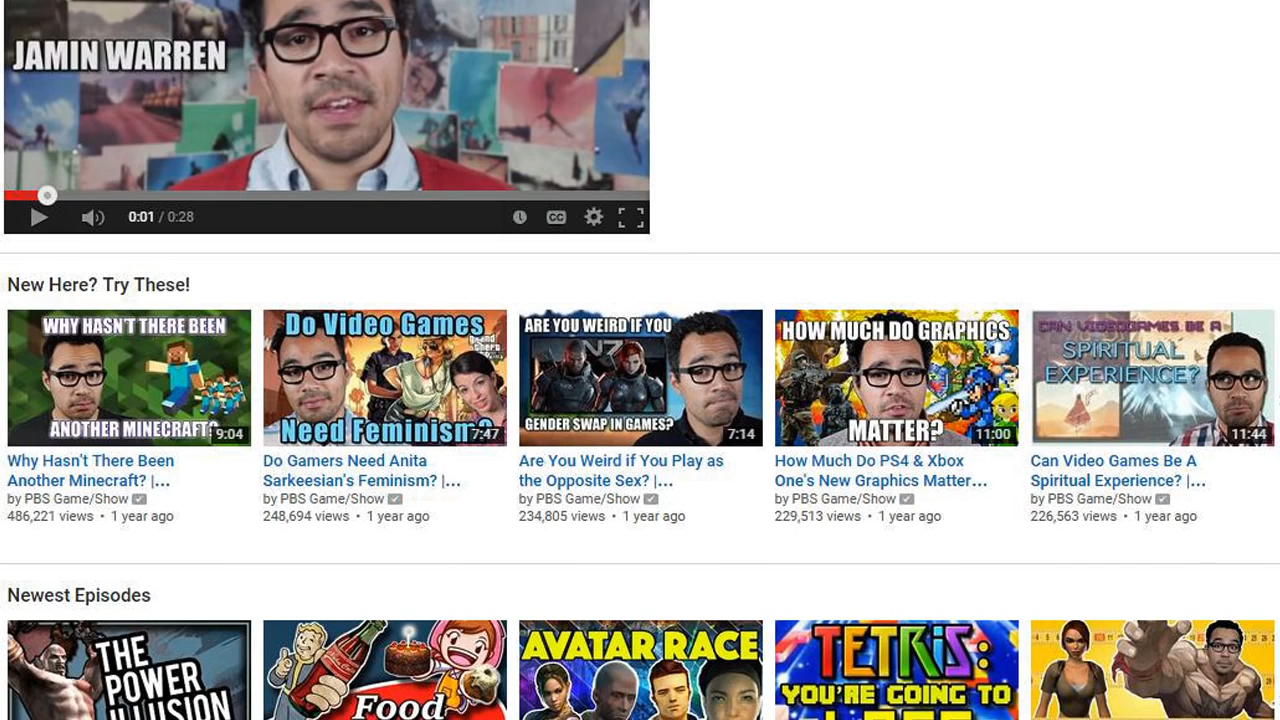 JAMIN WARREN
0:01 / 0:28
CC
New Here? Try These!
WHY HASN'T THERE BEEN
ANOTHER MINECRAFT?
9:04
Why Hasn't There Been
Another Minecraft? |...
by PBS Game/Show
486,221 views • 1 year ago
Do Video Games
grand theft auto
Need Feminism?
7:47
Do Gamers Need Anita
Sarkeesian's Feminism? |...
by PBS Game/Show
248,694 views • 1 year ago
ARE YOU WEIRD IF YOU
N7
GENDER SWAP IN GAMES?
7:14
Are You Weird if You Play as
the Opposite Sex? |...
by PBS Game/Show
234,805 views • 1 year ago
HOW MUCH DO GRAPHICS
MATTER?
11:00
How Much Do PS4 & Xbox
One's New Graphics Matter...
by PBS Game/Show
229,513 views • 1 year ago
CAN VIDEOGAMES BE A
SPIRITUAL
EXPERIENCE?
11:44
Can Video Games Be A
Spiritual Experience? |...
by PBS Game/Show
226,563 views • 1 year ago
Newest Episodes
THE
POWER
ILLUSION
Food
AVATAR RACE
TETRIS:
YOU'RE GOING TO
LOSE